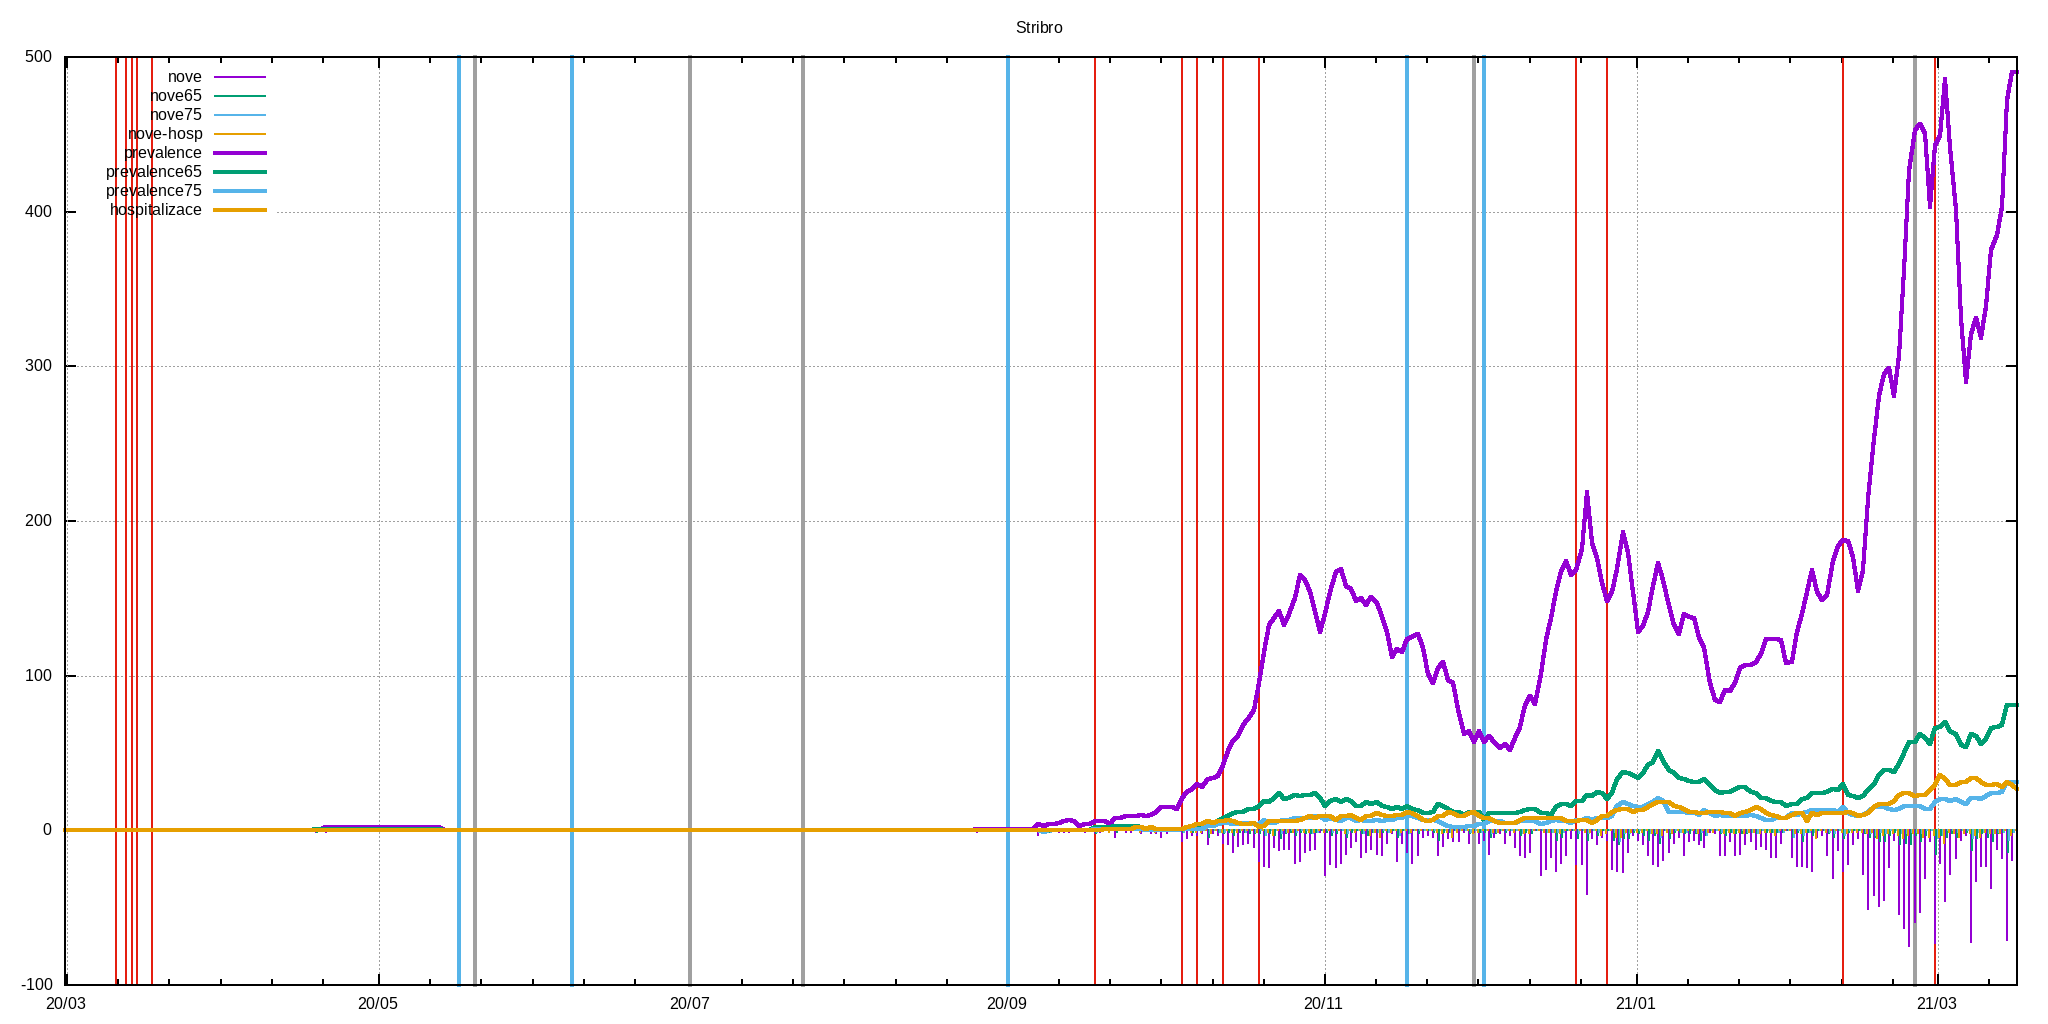 Stribro
500
400
300
200
100
0
-100
nove
nove65
nove75
nove-hosp
prevalence
prevalence65
prevalence75
hospitalizace
20/03 20/05 20/07 20/09 20/11 21/01 21/03